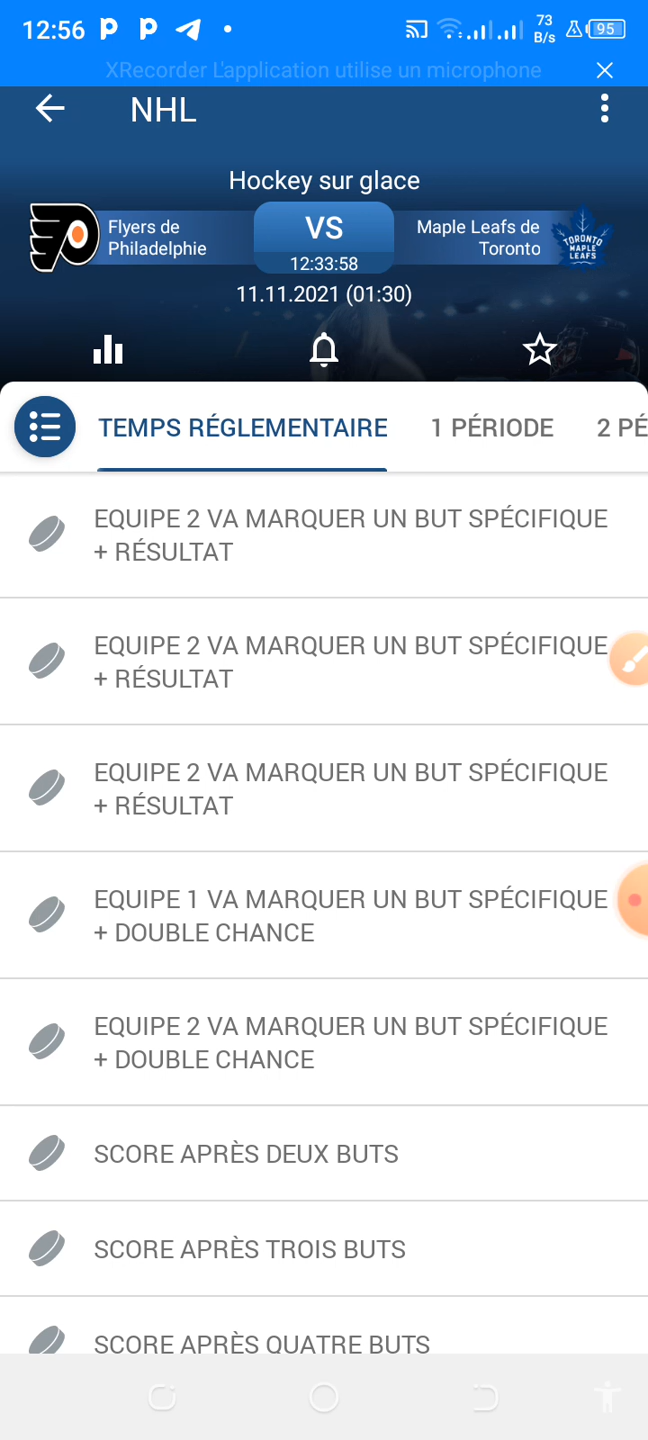 12:56
73
B/s
95
XRecorder L'application utilise un microphone
NHL
Hockey sur glace
Flyers de
Philadelphie
VS
12:33:58
Maple Leafs de
Toronto
TORONTO
MAPLE
LEAFS
11.11.2021 (01:30)
TEMPS RÉGLEMENTAIRE 1 PÉRIODE 2 PÉ
EQUIPE 2 VA MARQUER UN BUT SPÉCIFIQUE
+ RÉSULTAT
EQUIPE 2 VA MARQUER UN BUT SPÉCIFIQUE
+ RÉSULTAT
EQUIPE 2 VA MARQUER UN BUT SPÉCIFIQUE
+ RÉSULTAT
EQUIPE 1 VA MARQUER UN BUT SPÉCIFIQUE
+ DOUBLE CHANCE
EQUIPE 2 VA MARQUER UN BUT SPÉCIFIQUE
+ DOUBLE CHANCE
SCORE APRÈS DEUX BUTS
SCORE APRÈS TROIS BUTS
SCORE APRÈS QUATRE BUTS